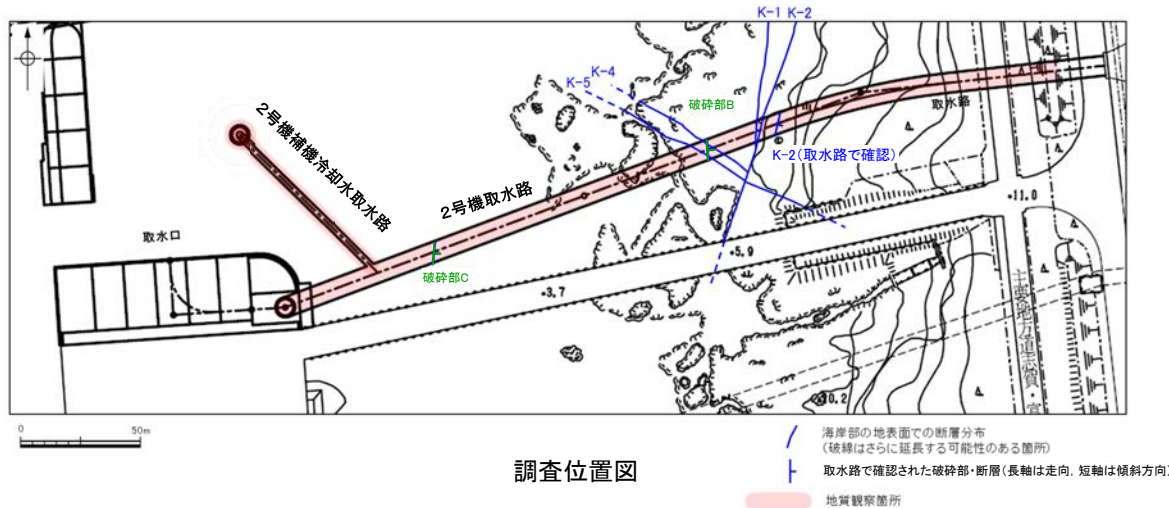 K-1
K-2
K-4
K-5
破砕部B
取水路
K-2(取水路で確認)
2号機補機冷却水取水路
2号機取水路
取水口
破砕部C
11.0
5.9
3.7
10.2
主要地方道志賀・富
0
50m
調査位置図
海岸部の地表面での断層分布
(破線はさらに延長する可能性のある箇所)
取水路で確認された破砕部・断層(長軸は走向, 短軸は傾斜方向)
地質観察箇所